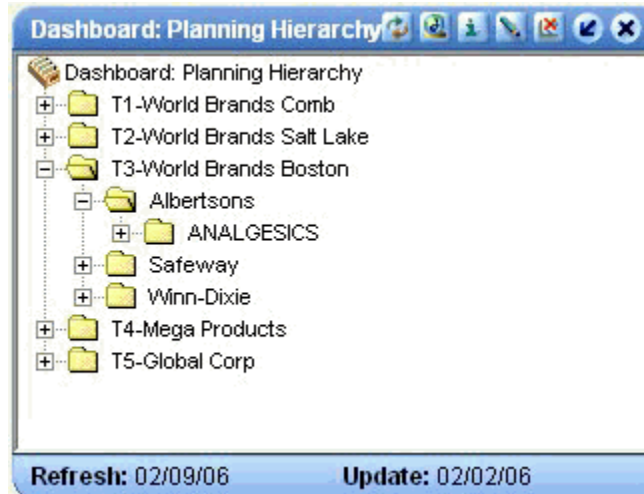 Dashboard: Planning Hierarchy
Dashboard: Planning Hierarchy
T1-World Brands Comb
T2-World Brands Salt Lake
T3-World Brands Boston
Albertsons
ANALGESICS
Safeway
Winn-Dixie
T4-Mega Products
T5-Global Corp
Refresh: 02/09/06 Update: 02/02/06